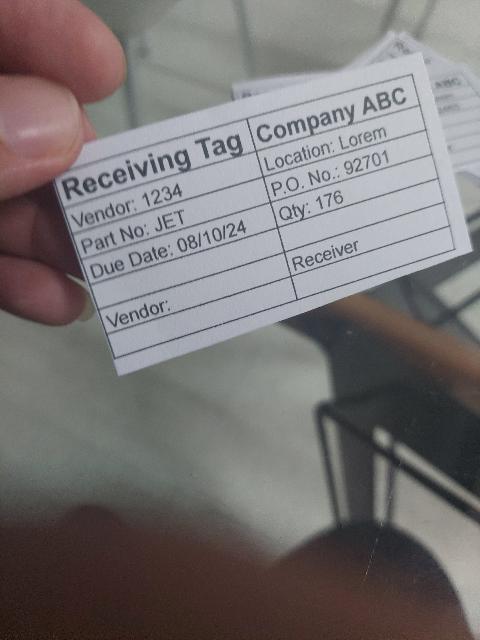 Receiving Tag
Company ABC
Vendor: 1234
Location: Lorem
Part No: JET
P.O. No.: 92701
Due Date: 08/10/24
Qty: 176
Vendor:
Receiver
ABC